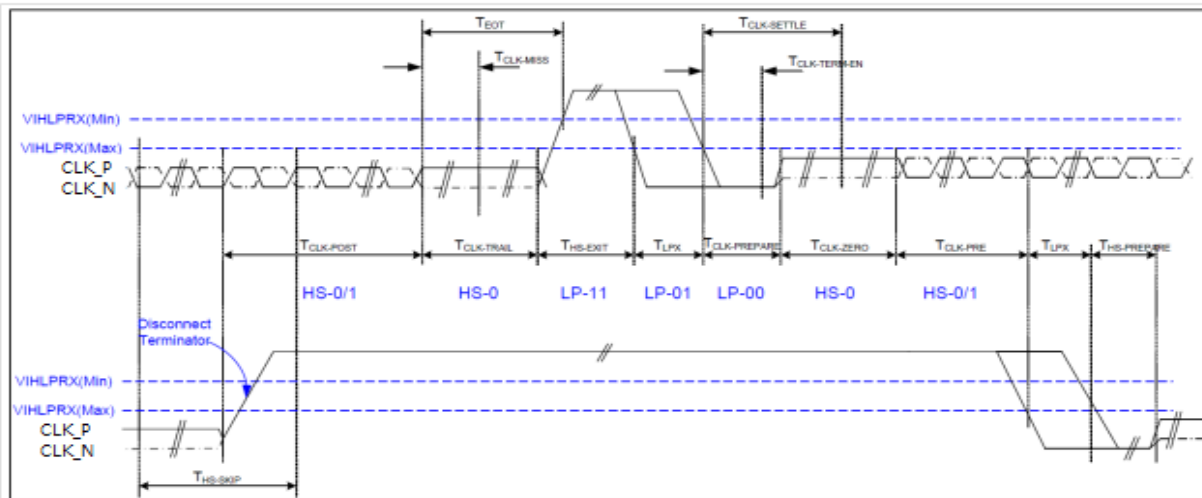 TEOT
TCLK-SETTLE
TCLK-MISS
TCLK-TERM-EN
VIHLPRX(Min)
VIHLPRX(Max)
CLK_P
CLK_N
TCLK-POST TCLK-TRAIL THS-EXIT TLPX TCLK-PREPARE TCLK-ZERO TCLK-PRE TLPX THS-PREPARE
HS-0/1 HS-0 LP-11 LP-01 LP-00 HS-0 HS-0/1
Disconnect
Terminator
VIHLPRX(Min)
VIHLPRX(Max)
CLK_P
CLK_N
THS-SKIP